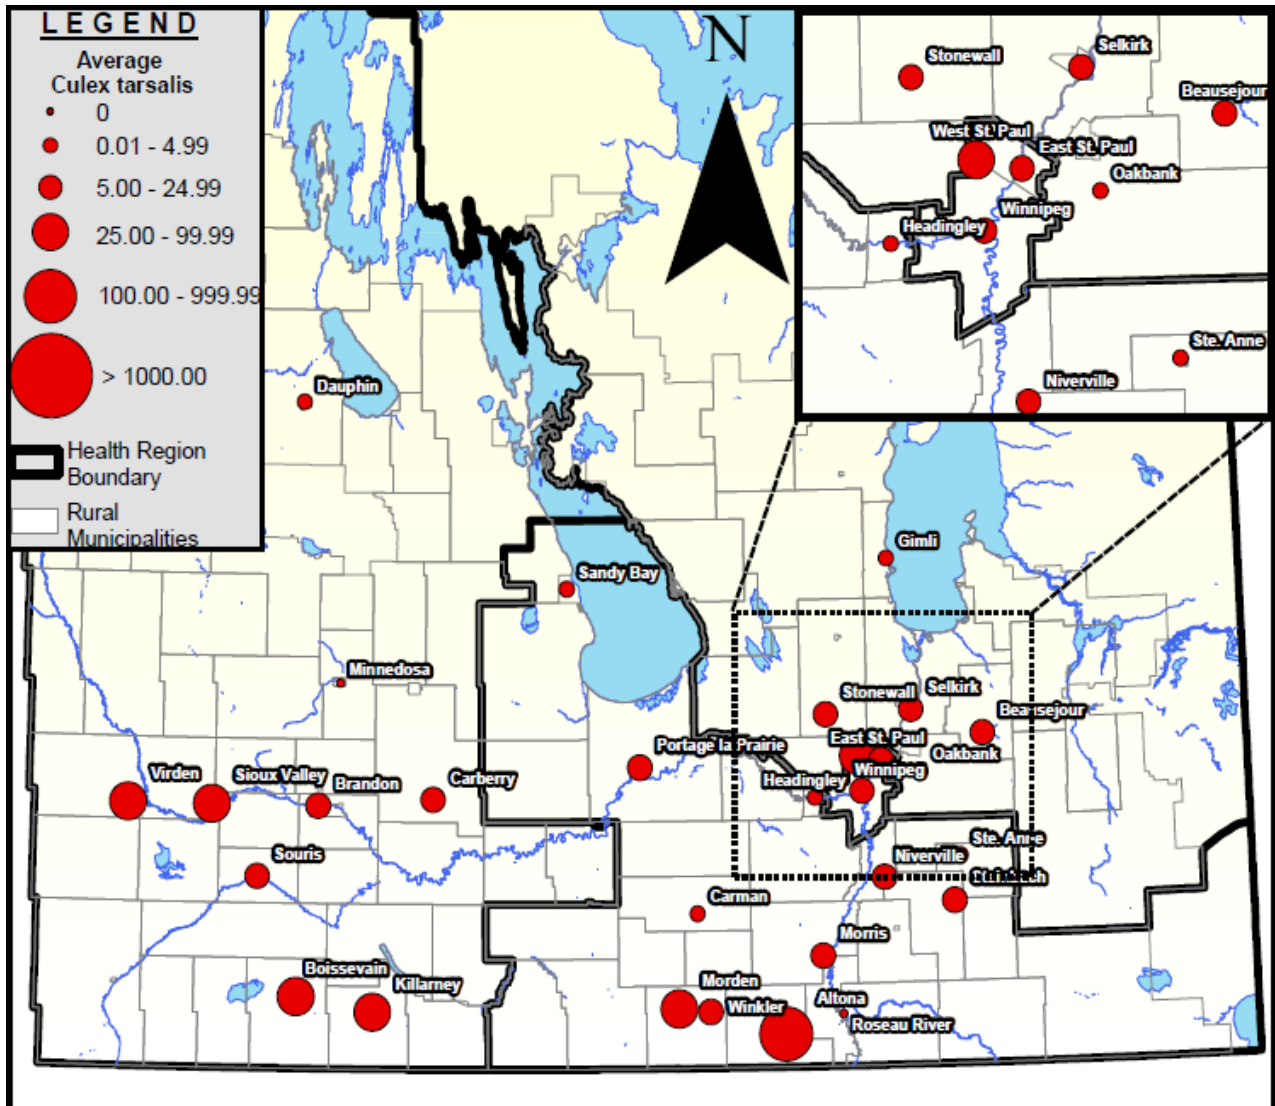 LEGEND
Average
Culex tarsalis
0
0.01 - 4.99
5.00 - 24.99
25.00 - 99.99
100.00 - 999.99
> 1000.00
Health Region
Boundary
Rural
Municipalities
N
Stonewall
Selkirk
Beausejour
West St. Paul
East St. Paul
Oakbank
Winnipeg
Headingley
Ste. Anne
Niverville
Dauphin
Gimli
Sandy Bay
Minnedosa
Stonewall
Selkirk
Beausejour
East St. Paul
Oakbank
Portage la Prairie
Winnipeg
Headingley
Virden
Sioux Valley
Brandon
Carberry
Ste. Anne
Niverville
Souris
Carman
Morris
Boissevain
Killarney
Morden
Winkler
Altona
Roseau River